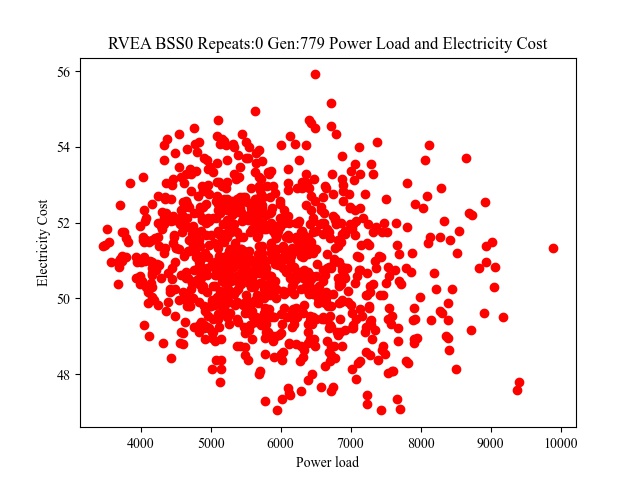 RVEA BSS0 Repeats:0 Gen:779 Power Load and Electricity Cost
56
54
52
50
48
Electricity Cost
4000 5000 6000 7000 8000 9000 10000
Power load